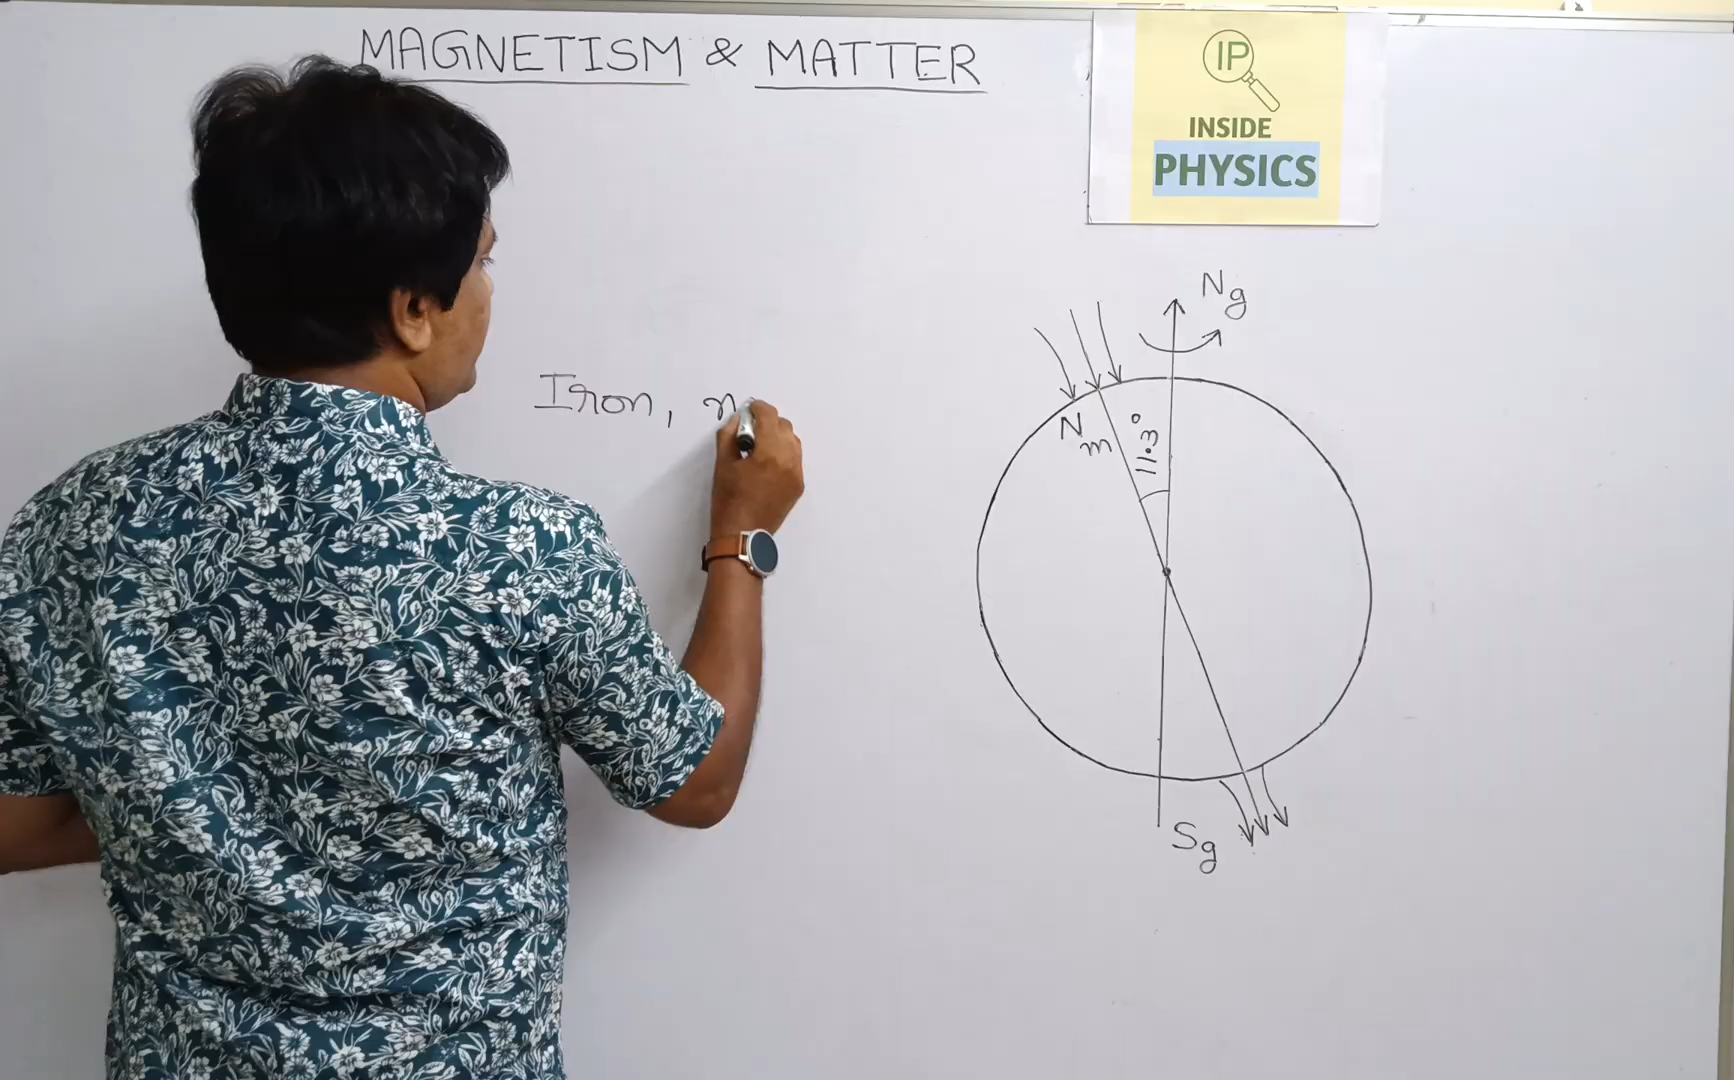 MAGNETISM & MATTER
IP
INSIDE
PHYSICS
Iron,
Ng
Nm
11.3°
Sg